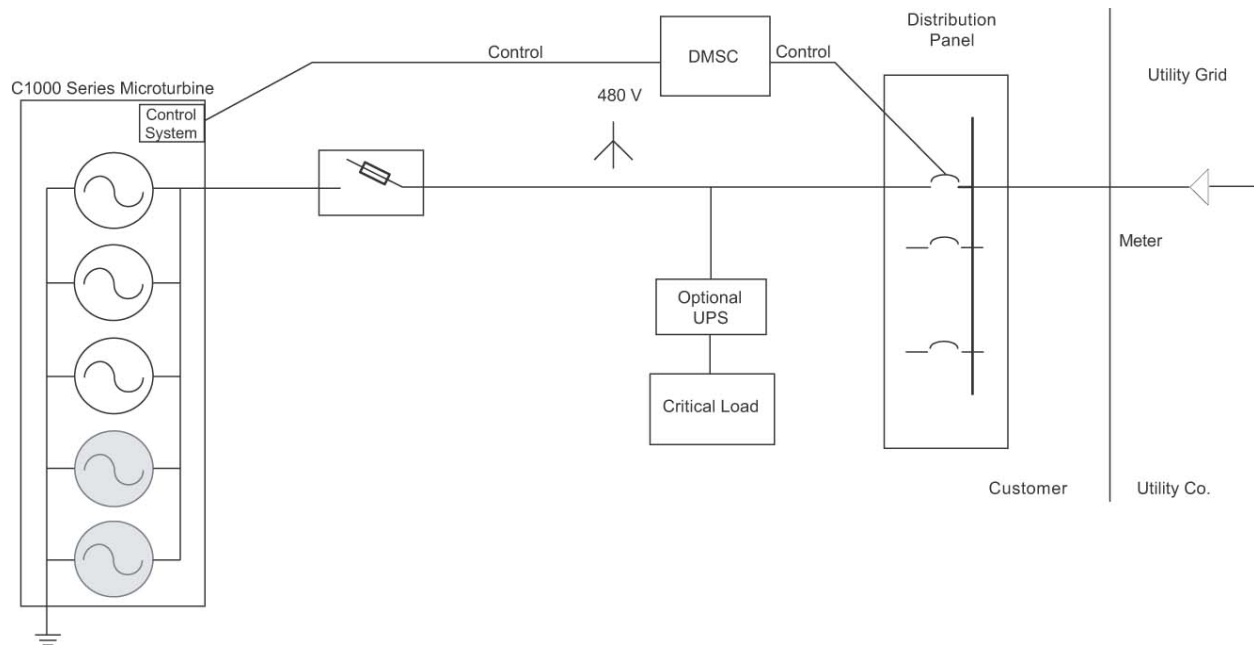 Distribution
Panel
Control
DMSC
Control
Utility Grid
C1000 Series Microturbine
Control
System
480 V
Meter
Optional
UPS
Critical Load
Customer
Utility Co.